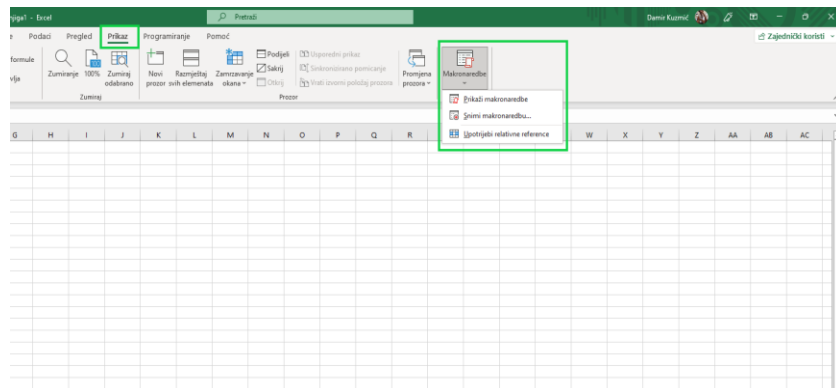 njiga1 - Excel
Pretraži
Damir Kuzmić
Podaci Pregled Prikaz Programiranje Pomoć
Zajednički koristi
formule
Zumiranje 100% Zumiraj odabrano
Novi prozor Razmještaj svih elemenata Zamrzavanje okana
Podijeli
Sakrij
Otkrij
Usporedni prikaz
Sinkronizirano pomicanje
Vrati izvorni položaj prozora
Promjena prozora
Makronaredbe
Zumiraj
Prozor
Prikaži makronaredbe
Snimi makronaredbu...
Upotrijebi relativne reference
G H I J K L M N O P Q R W X Y Z AA AB AC